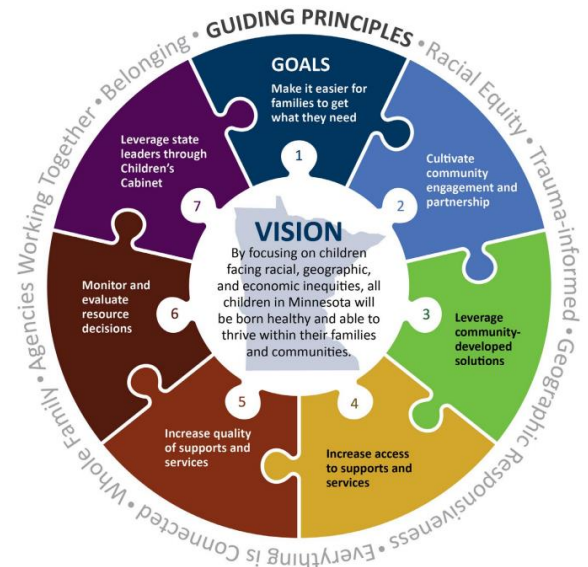 GUIDING PRINCIPLES • Racial Equity • Trauma-informed • Geographic Responsiveness • Everything is Connected • Whole Family • Agencies Working Together • Belonging •
GOALS
Make it easier for
families to get
what they need
1
Cultivate
community
engagement and
partnership
2
Leverage
community-
developed
solutions
3
Increase access
to supports and
services
4
Increase quality
of supports and
services
5
Monitor and
evaluate
resource
decisions
6
Leverage state
leaders through
Children's
Cabinet
7
VISION
By focusing on children
facing racial, geographic,
and economic inequities, all
children in Minnesota will
be born healthy and able to
thrive within their families
and communities.